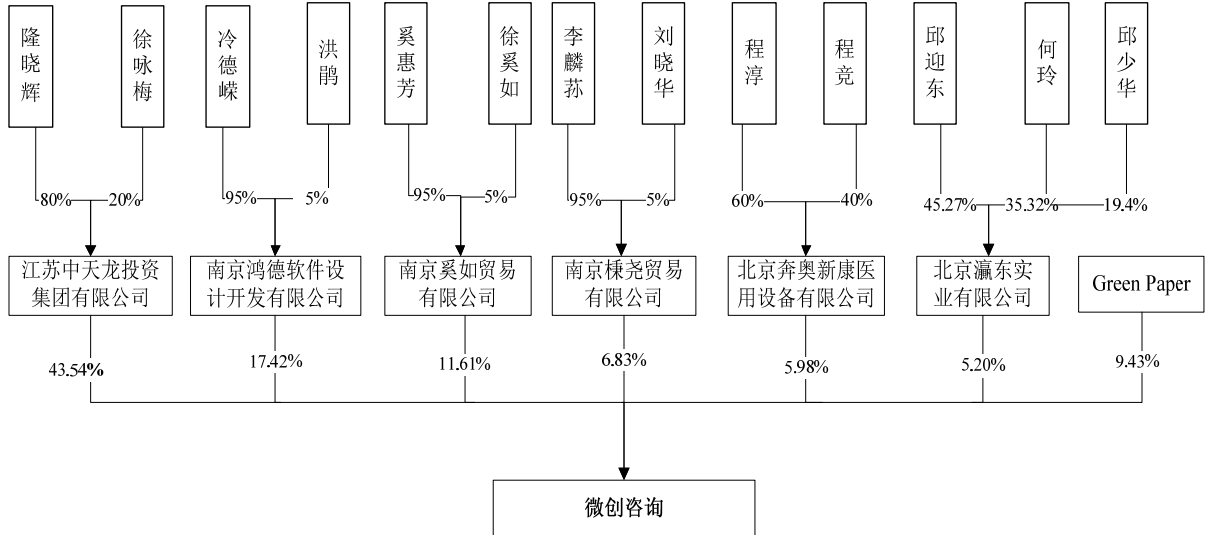 隆晓辉
徐咏梅
冷德嵘
洪鹃
奚惠芳
徐奚如
李麟荪
刘晓华
程淳
程竞
邱迎东
何玲
邱少华
80%
20%
95%
5%
95%
5%
95%
5%
60%
40%
45.27%
35.32%
19.4%
江苏中天龙投资
集团有限公司
南京鸿德软件设
计开发有限公司
南京奚如贸易
有限公司
南京棅尧贸易
有限公司
北京奔奥新康医
用设备有限公司
北京瀛东实
业有限公司
Green Paper
43.54%
17.42%
11.61%
6.83%
5.98%
5.20%
9.43%
微创咨询